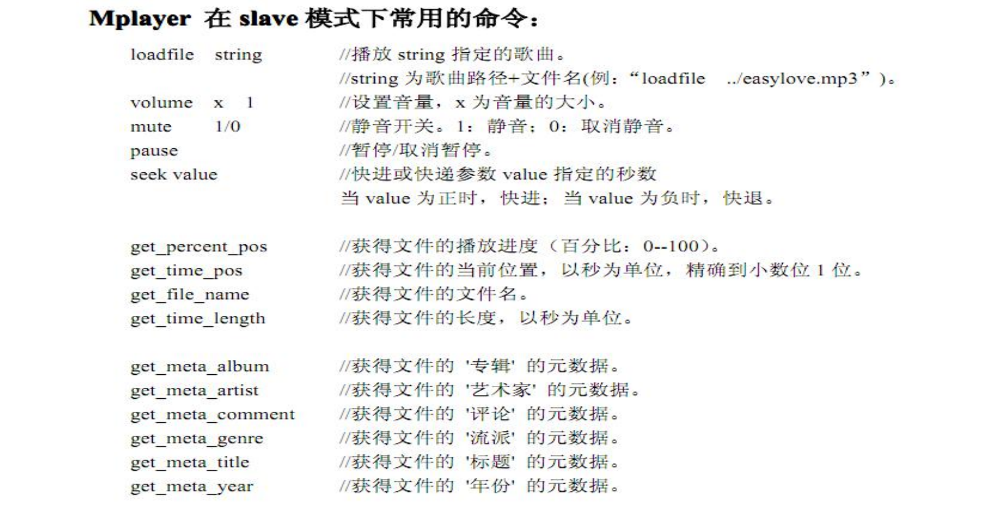 Mplayer 在 slave 模式下常用的命令：
loadfile string //播放 string 指定的歌曲。
//string 为歌曲路径+文件名(例：“loadfile ../easylove.mp3”)。
volume x 1 //设置音量，x 为音量的大小。
mute 1/0 //静音开关。1：静音；0：取消静音。
pause //暂停/取消暂停。
seek value //快进或快递参数 value 指定的秒数
当 value 为正时，快进；当 value 为负时，快退。
get_percent_pos //获得文件的播放进度（百分比：0--100）。
get_time_pos //获得文件的当前位置，以秒为单位，精确到小数位 1 位。
get_file_name //获得文件的文件名。
get_time_length //获得文件的长度，以秒为单位。
get_meta_album //获得文件的 '专辑' 的元数据。
get_meta_artist //获得文件的 '艺术家' 的元数据。
get_meta_comment //获得文件的 '评论' 的元数据。
get_meta_genre //获得文件的 '流派' 的元数据。
get_meta_title //获得文件的 '标题' 的元数据。
get_meta_year //获得文件的 '年份' 的元数据。